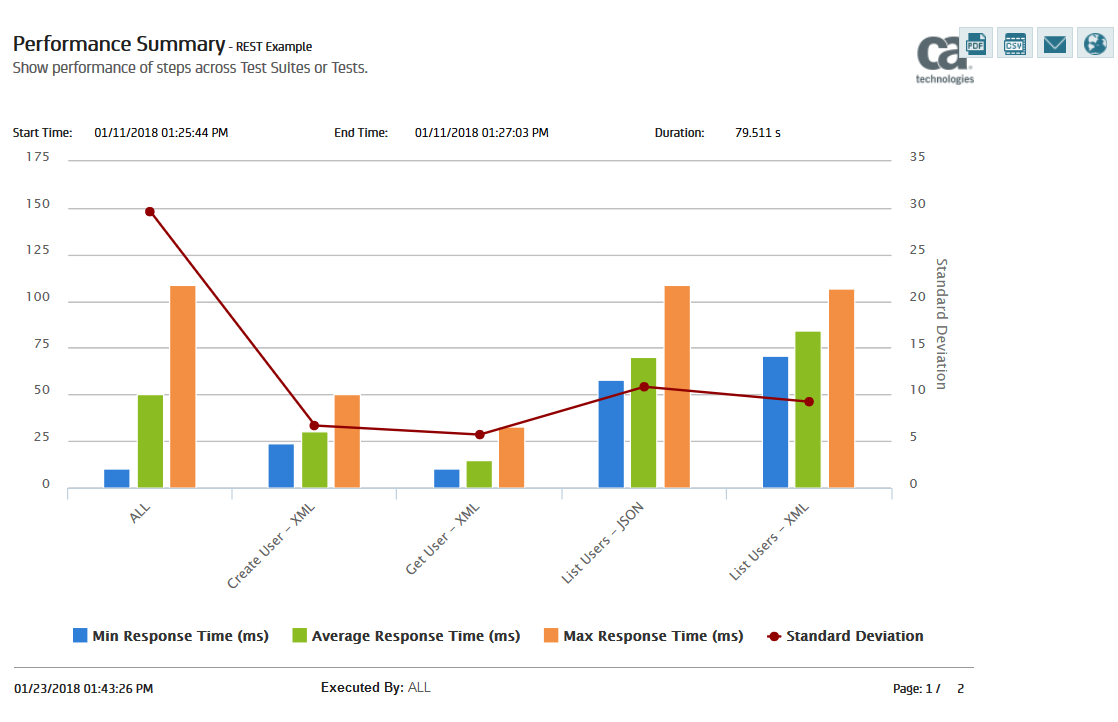 Performance Summary - REST Example
Show performance of steps across Test Suites or Tests.
ca
technologies
PDF
CSV
Start Time: 01/11/2018 01:25:44 PM End Time: 01/11/2018 01:27:03 PM Duration: 79.511 s
175 35
150 30
125 25
100 20
75 15
50 10
25 5
0 0
Standard Deviation
ALL
Create User – XML
Get User – XML
List Users – JSON
List Users – XML
Min Response Time (ms) Average Response Time (ms) Max Response Time (ms) Standard Deviation
01/23/2018 01:43:26 PM Executed By: ALL Page: 1 / 2